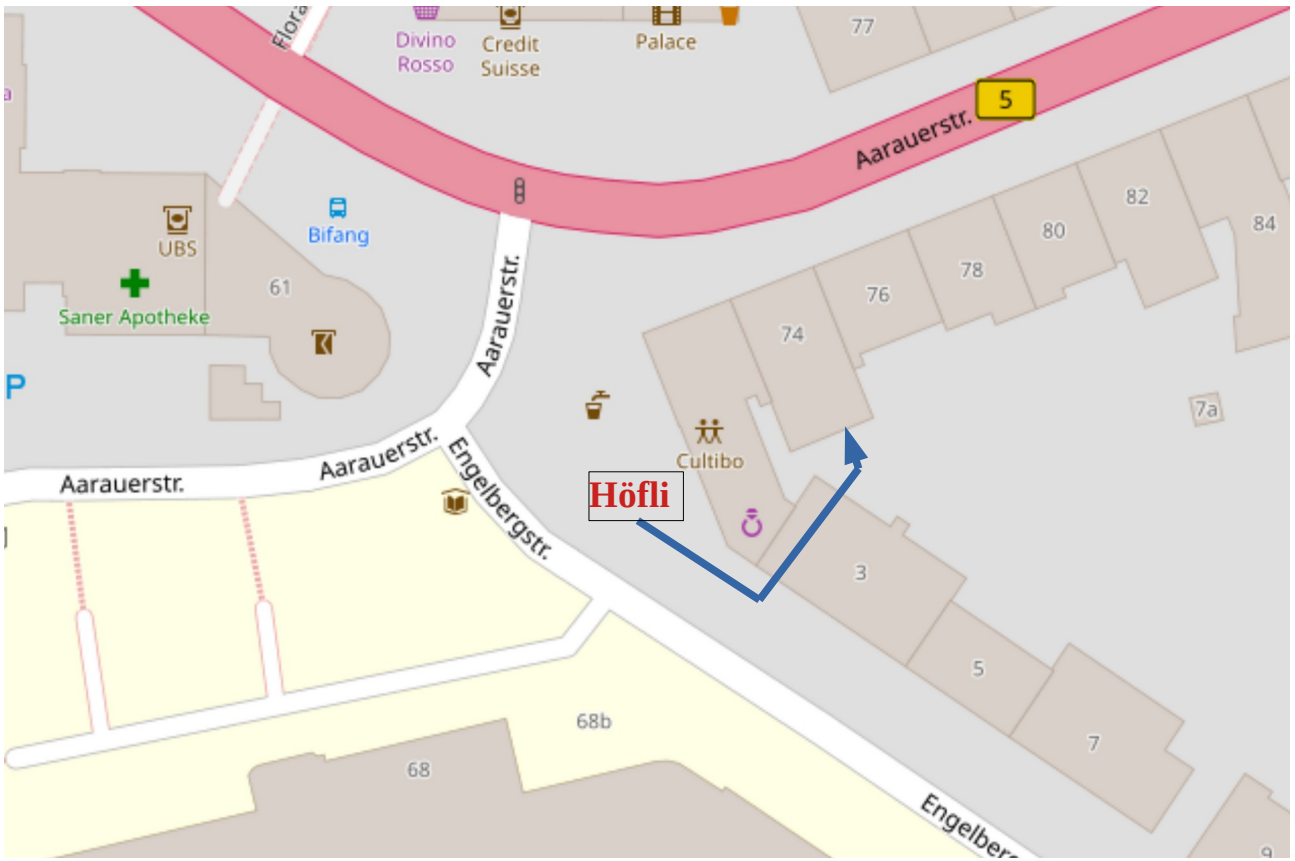 Flora
Divino
Rosso
Credit
Suisse
Palace
77
5
Aarauerstr.
82
84
80
78
76
74
UBS
Bifang
61
Saner Apotheke
Aarauerstr.
P
7a
Cultibo
Aarauerstr.
Aarauerstr.
Engelbergstr.
Höfli
3
5
7
68b
68
Engelberg
9
a